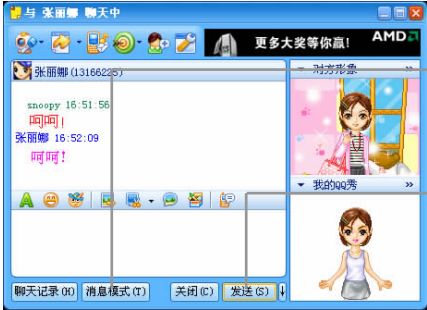 与 张丽娜 聊天中
更多大奖等你赢!
AMD
张丽娜(13166225)
对方形象
snoopy 16:51:56
呵呵!
张丽娜 16:52:09
呵呵!
我的QQ秀
聊天记录(H) 消息模式(T) 关闭(C) 发送(S)